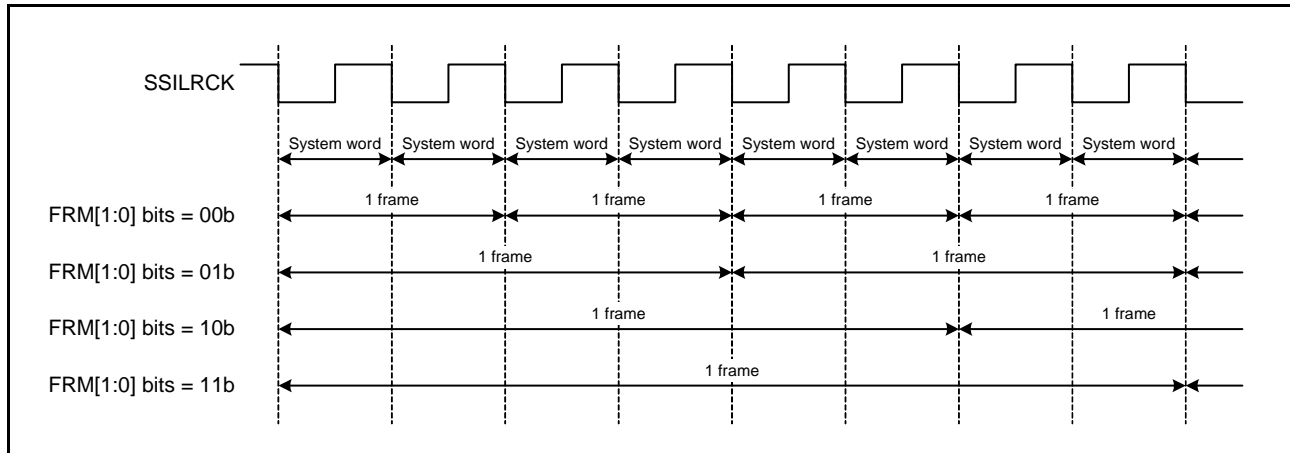 SSILRCK
System word System word System word System word System word System word System word System word
FRM[1:0] bits = 00b 1 frame 1 frame 1 frame 1 frame
FRM[1:0] bits = 01b 1 frame 1 frame
FRM[1:0] bits = 10b 1 frame 1 frame
FRM[1:0] bits = 11b 1 frame